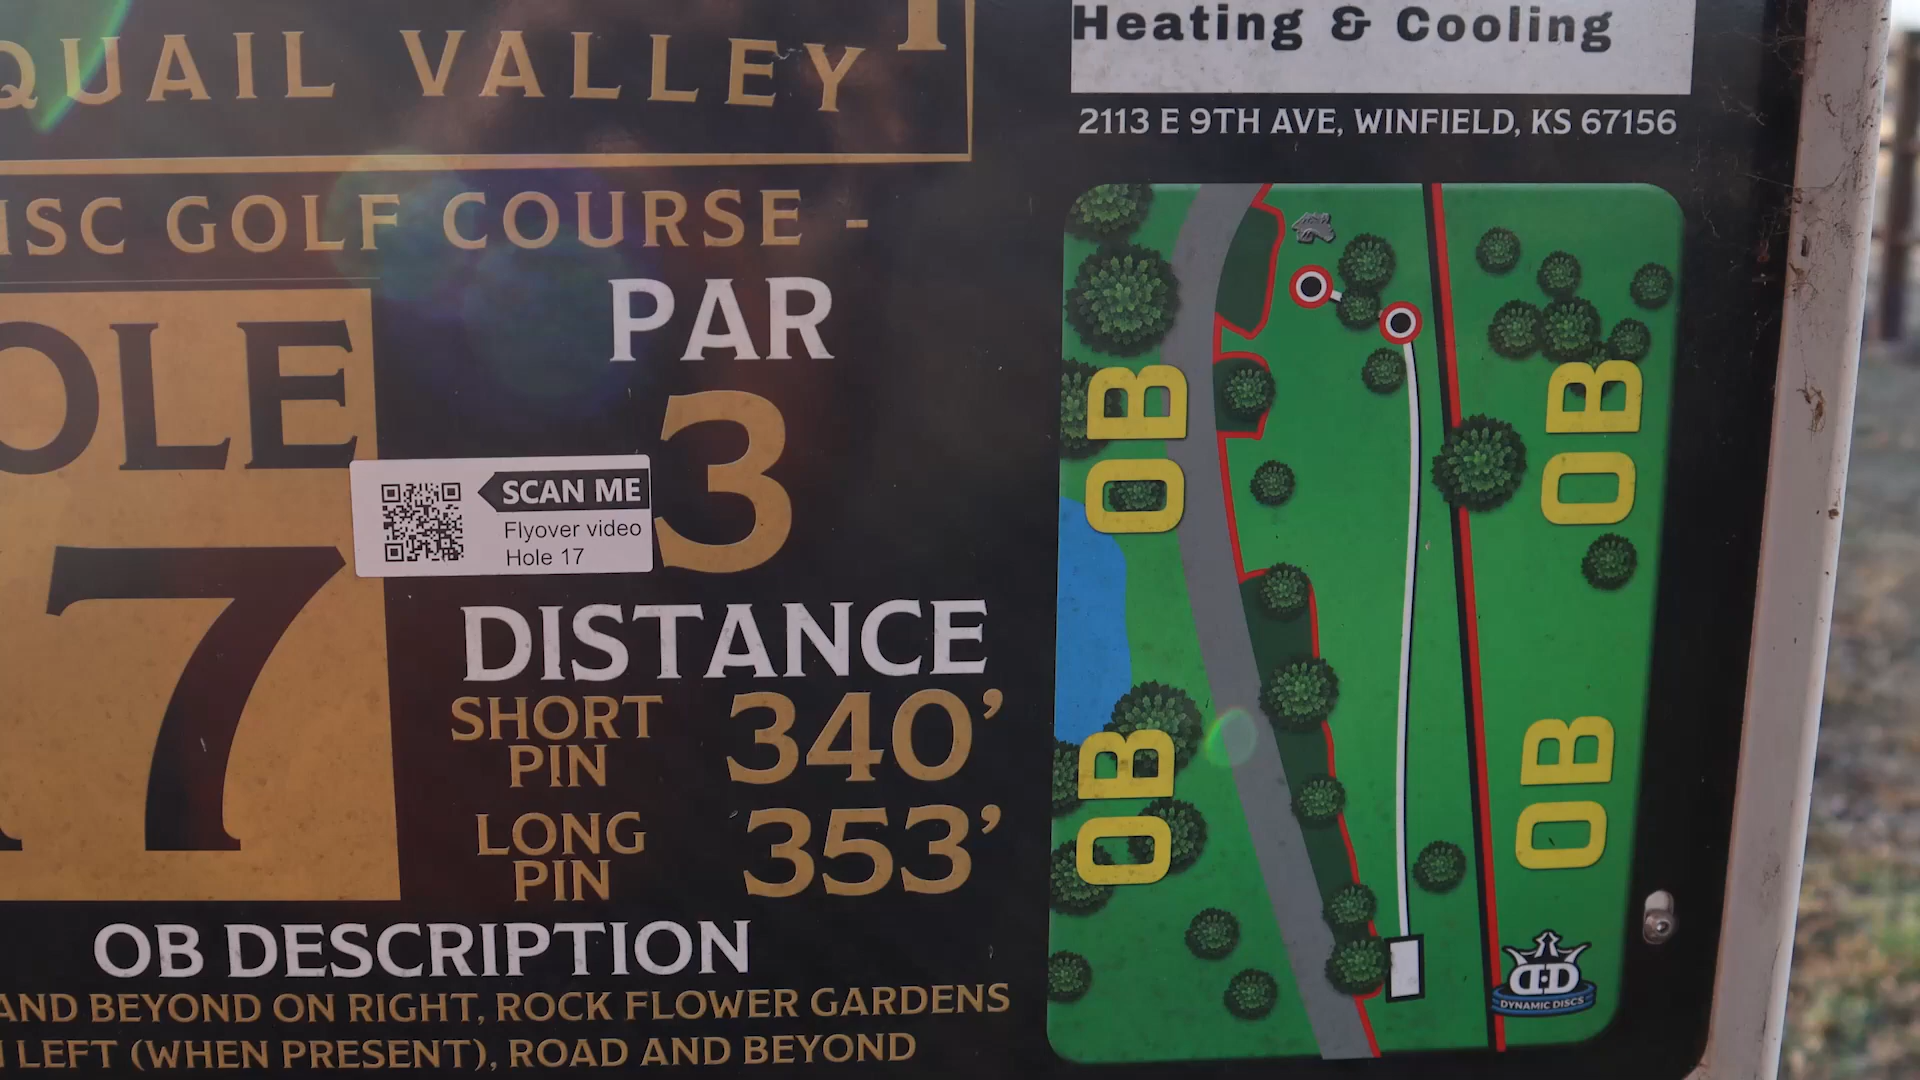 QUAIL VALLEY
ISC GOLF COURSE -
OLE
7
SCAN ME
Flyover video
Hole 17
PAR
3
DISTANCE
SHORT PIN 340’
LONG PIN 353’
OB DESCRIPTION
AND BEYOND ON RIGHT, ROCK FLOWER GARDENS
LEFT (WHEN PRESENT), ROAD AND BEYOND
Heating & Cooling
2113 E 9TH AVE, WINFIELD, KS 67156
OB
OB
OB
OB
D·D
DYNAMIC DISCS